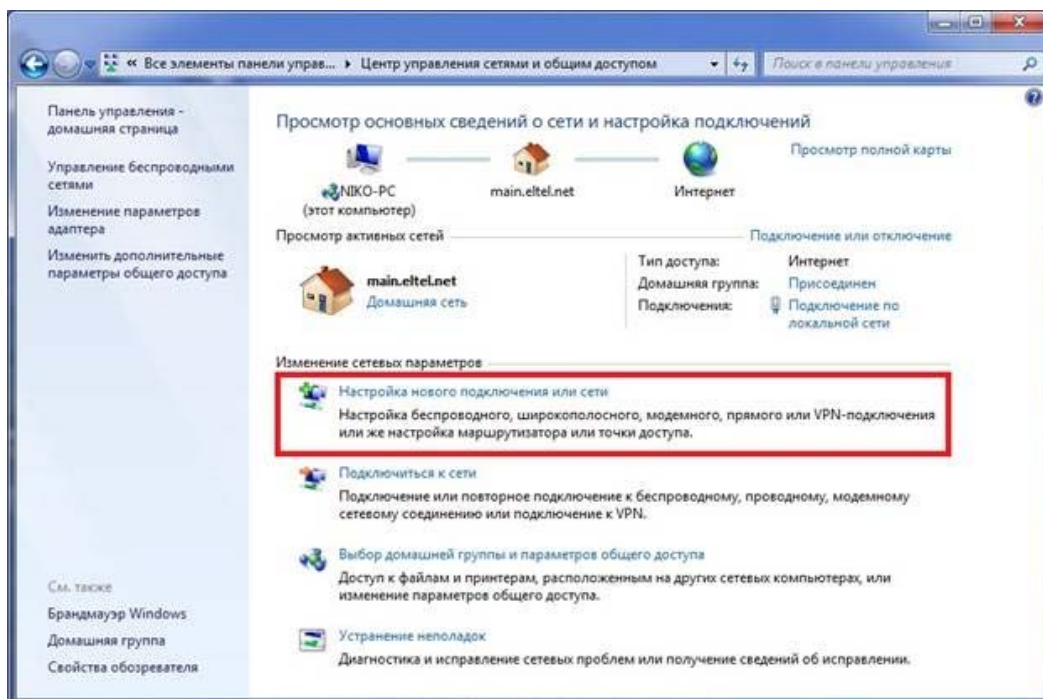 « Все элементы панели управ... ▸ Центр управления сетями и общим доступом
Поиск в панели управления
Панель управления -
домашняя страница
Управление беспроводными
сетями
Изменение параметров
адаптера
Изменить дополнительные
параметры общего доступа
См. также
Брандмауэр Windows
Домашняя группа
Свойства обозревателя
Просмотр основных сведений о сети и настройка подключений
Просмотр полной карты
NIKO-PC
(этот компьютер)
main.eltel.net
Интернет
Просмотр активных сетей
Подключение или отключение
main.eltel.net
Домашняя сеть
Тип доступа: Интернет
Домашняя группа: Присоединен
Подключения: Подключение по
локальной сети
Изменение сетевых параметров
Настройка нового подключения или сети
Настройка беспроводного, широкополосного, модемного, прямого или VPN-подключения
или же настройка маршрутизатора или точки доступа.
Подключиться к сети
Подключение или повторное подключение к беспроводному, проводному, модемному
сетевому соединению или подключение к VPN.
Выбор домашней группы и параметров общего доступа
Доступ к файлам и принтерам, расположенным на других сетевых компьютерах, или
изменение параметров общего доступа.
Устранение неполадок
Диагностика и исправление сетевых проблем или получение сведений об исправлении.